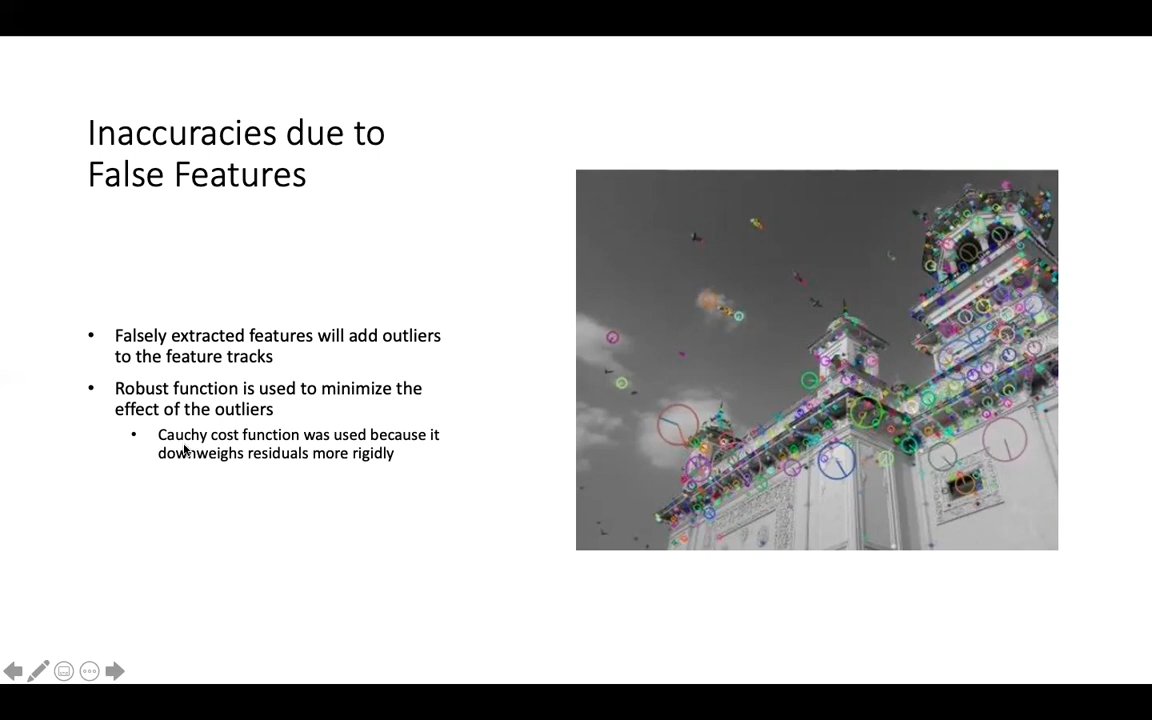 Inaccuracies due to
False Features
• Falsely extracted features will add outliers
to the feature tracks
• Robust function is used to minimize the
effect of the outliers
• Cauchy cost function was used because it
downweighs residuals more rigidly